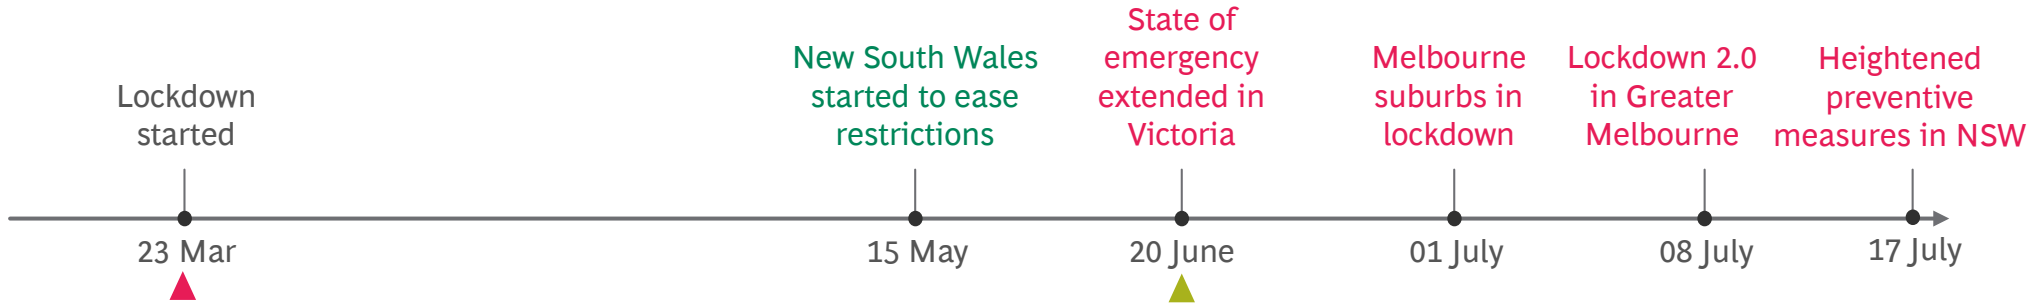 Lockdown
started
23 Mar
New South Wales
started to ease
restrictions
15 May
State of
emergency
extended in
Victoria
20 June
Melbourne
suburbs in
lockdown
01 July
Lockdown 2.0
in Greater
Melbourne
08 July
Heightened
preventive
measures in NSW
17 July